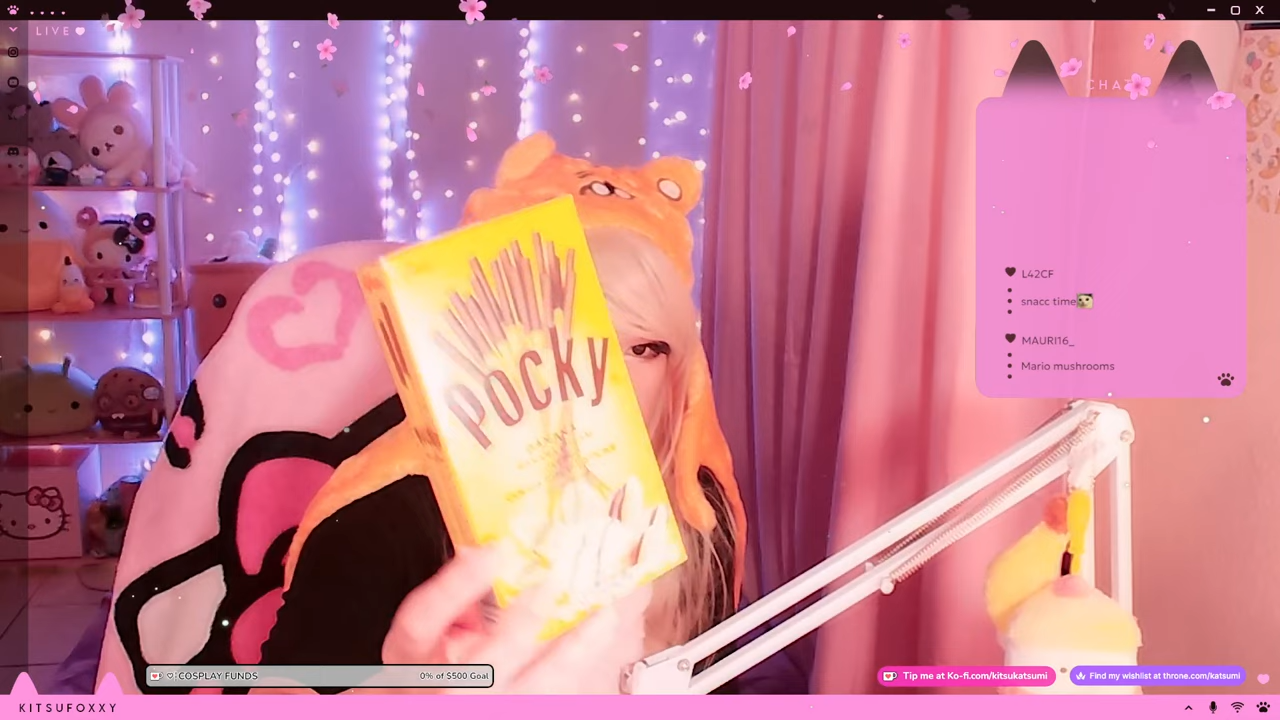 LIVE
CHAT
L42CF
snacc time
MAURI16_
Mario mushrooms
Pocky
BANANA
COSPLAY FUNDS
0% of $500 Goal
Tip me at Ko-fi.com/kitsukatsumi
Find my wishlist at throne.com/katsumi
KITSUFOXXY